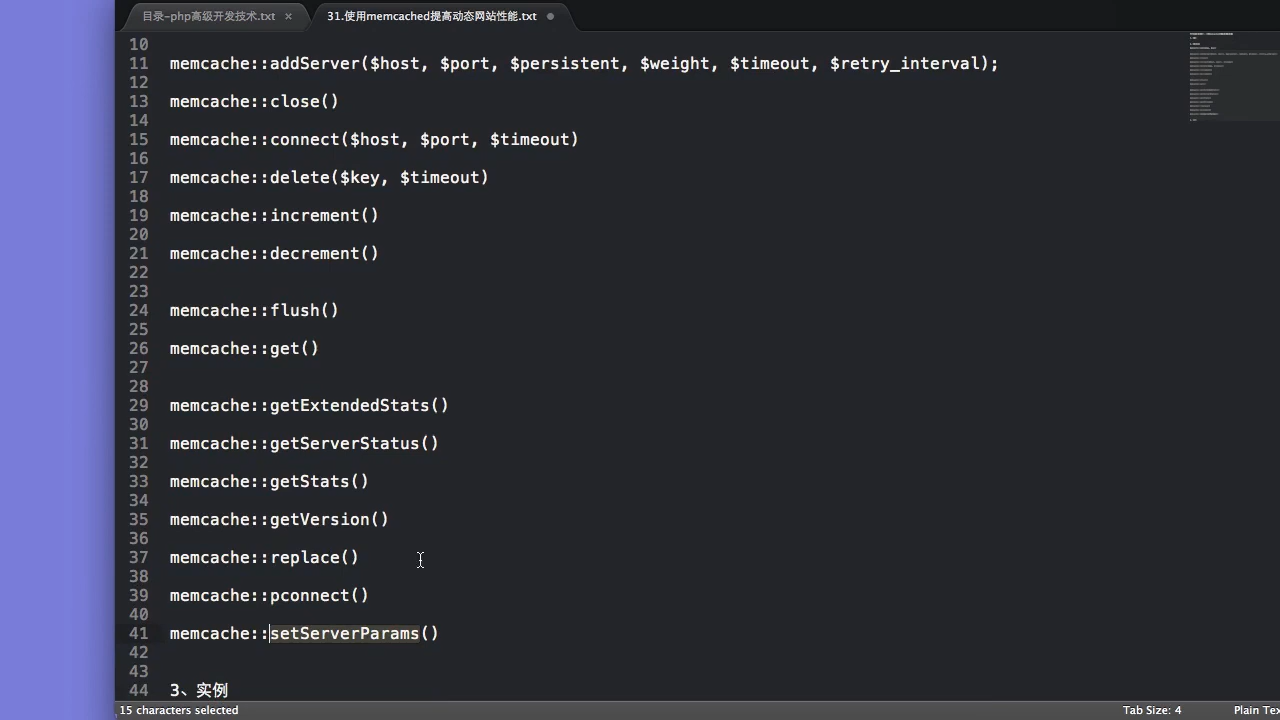 目录-php高级开发技术.txt × 31.使用memcached提高动态网站性能.txt
10
11 memcache::addServer($host, $port, $persistent, $weight, $timeout, $retry_interval);
12
13 memcache::close()
14
15 memcache::connect($host, $port, $timeout)
16
17 memcache::delete($key, $timeout)
18
19 memcache::increment()
20
21 memcache::decrement()
22
23
24 memcache::flush()
25
26 memcache::get()
27
28
29 memcache::getExtendedStats()
30
31 memcache::getServerStatus()
32
33 memcache::getStats()
34
35 memcache::getVersion()
36
37 memcache::replace()
38
39 memcache::pconnect()
40
41 memcache::setServerParams()
42
43
44 3、实例
15 characters selected Tab Size: 4 Plain Tex